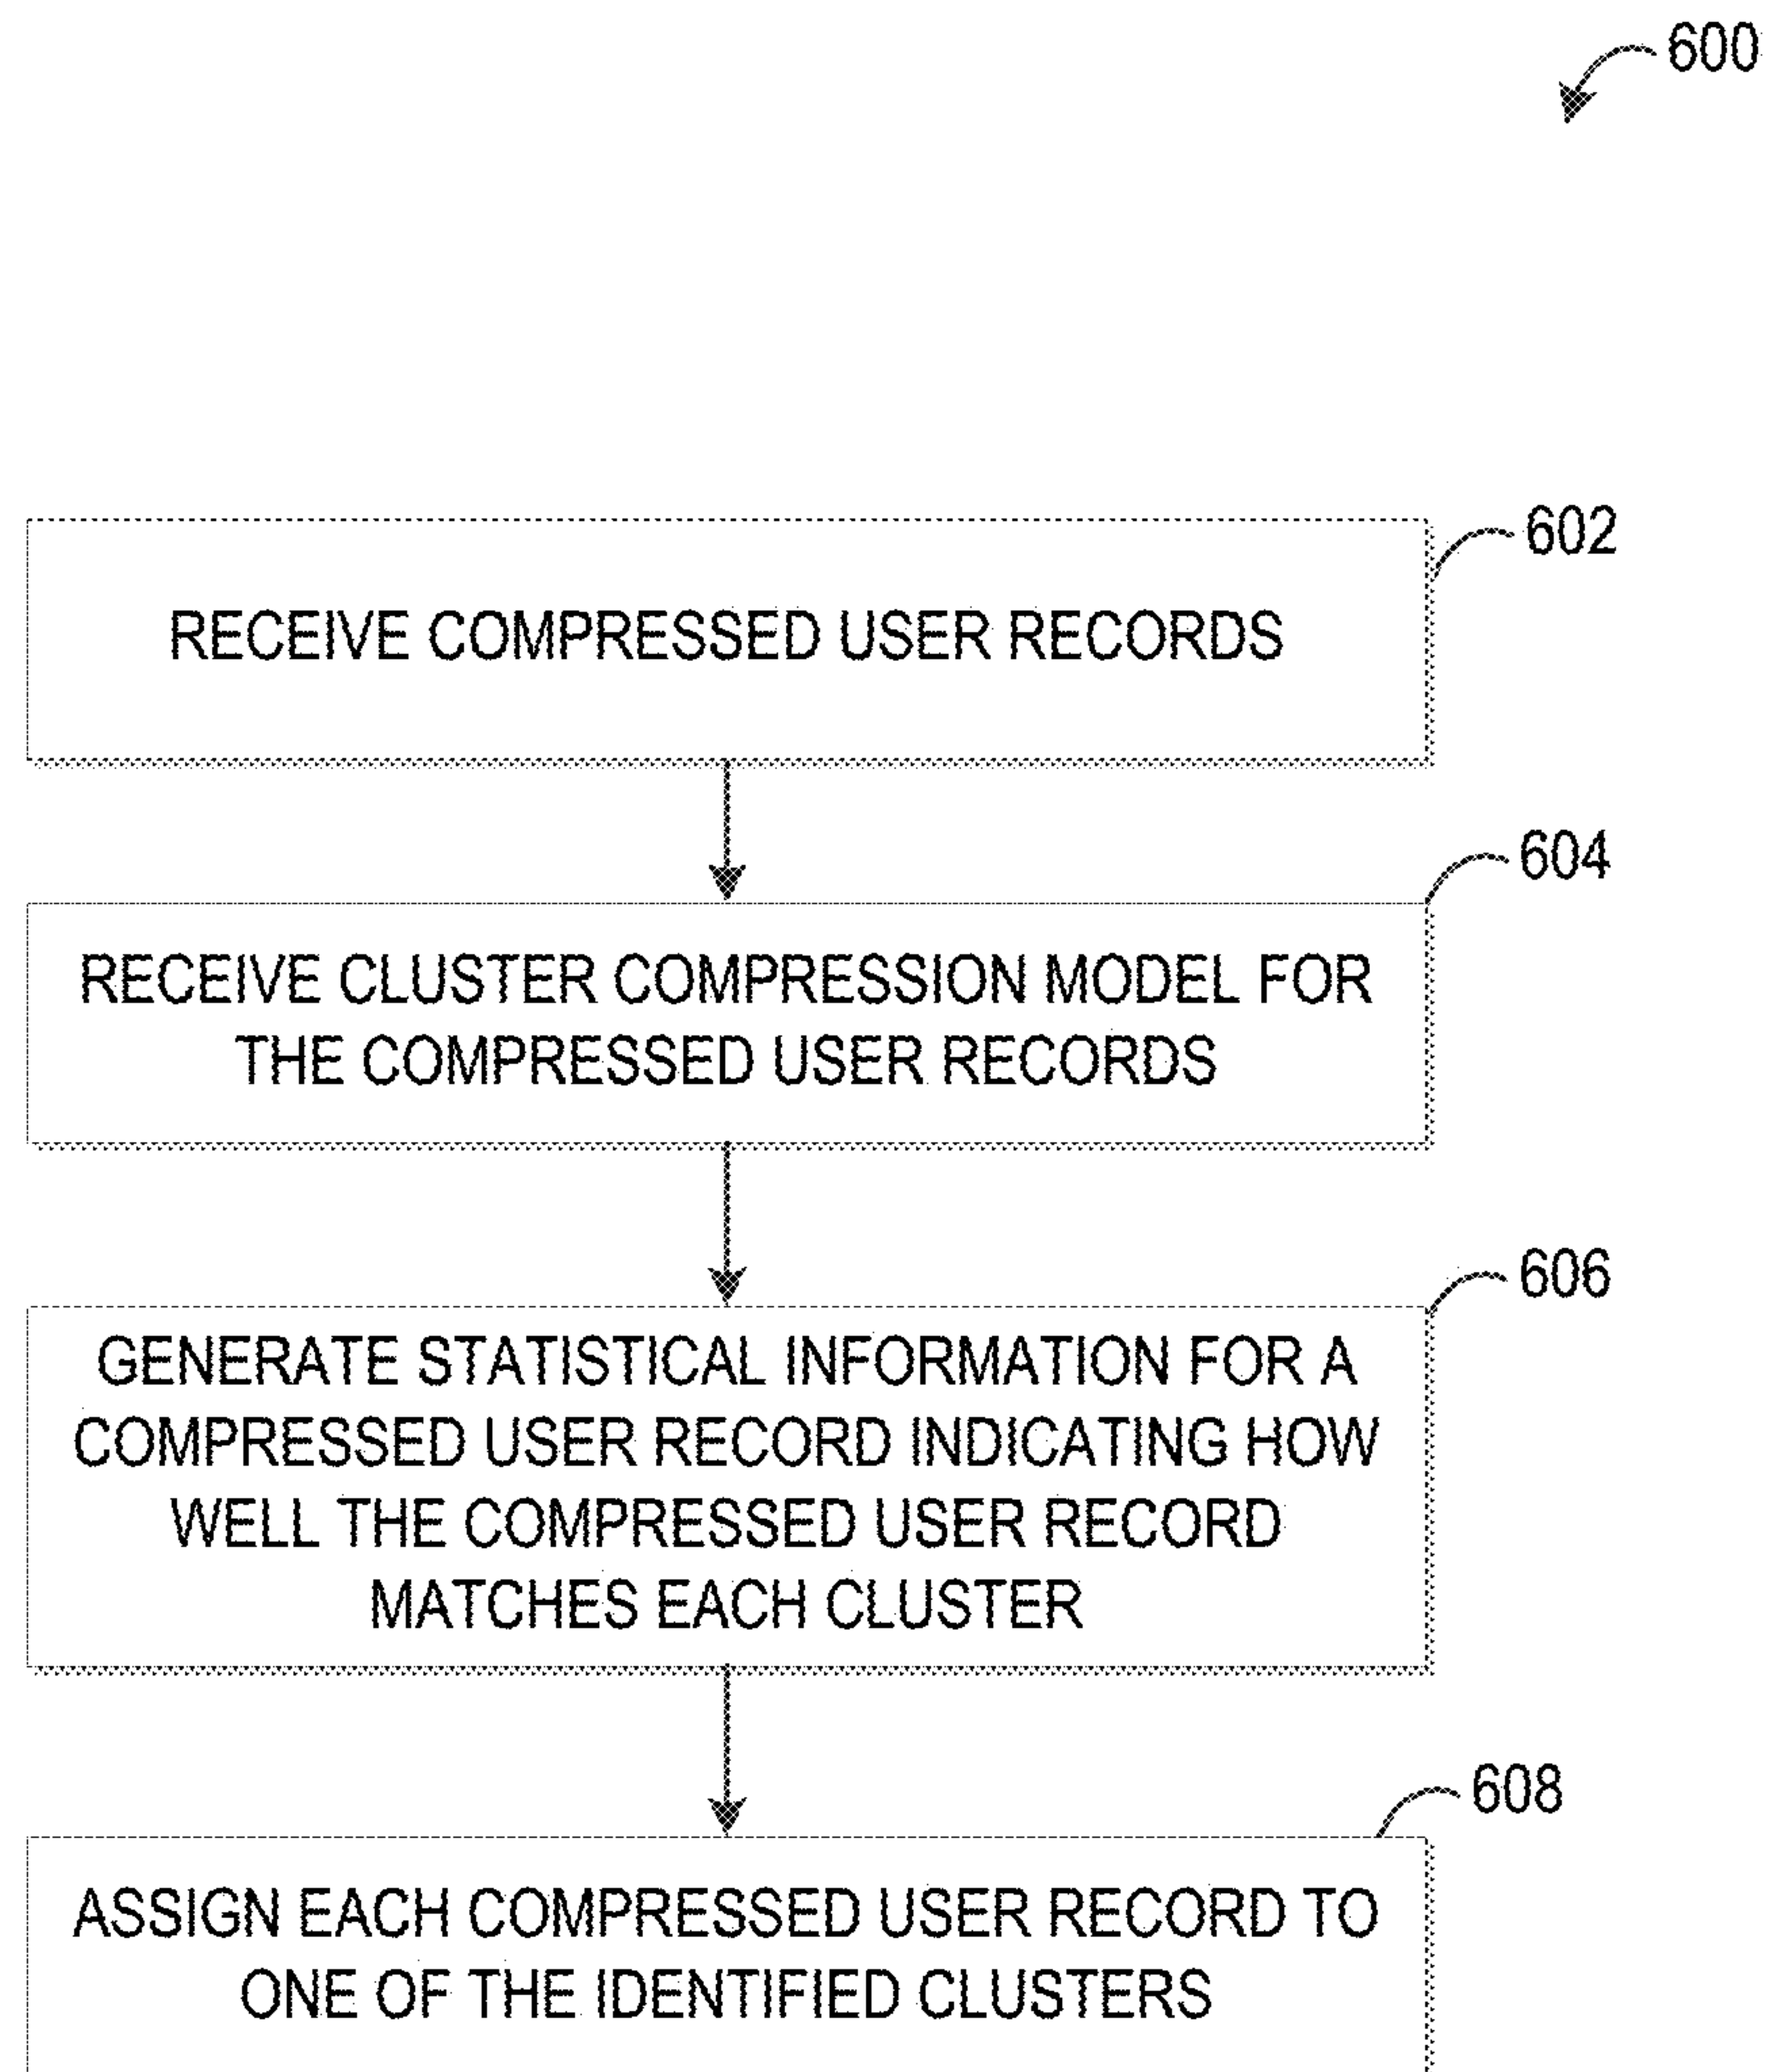 600
602
RECEIVE COMPRESSED USER RECORDS
604
RECEIVE CLUSTER COMPRESSION MODEL FOR
THE COMPRESSED USER RECORDS
606
GENERATE STATISTICAL INFORMATION FOR A
COMPRESSED USER RECORD INDICATING HOW
WELL THE COMPRESSED USER RECORD
MATCHES EACH CLUSTER
608
ASSIGN EACH COMPRESSED USER RECORD TO
ONE OF THE IDENTIFIED CLUSTERS